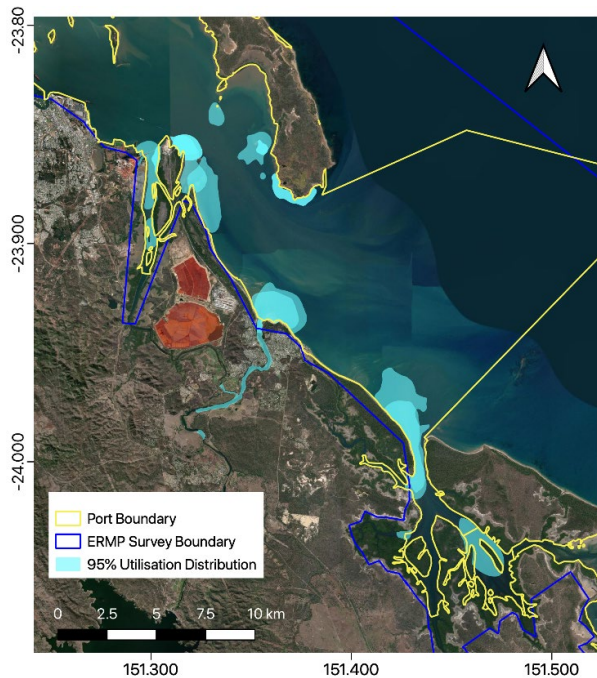 -23.80
-23.900
-24.000
Port Boundary
ERMP Survey Boundary
95% Utilisation Distribution
0 2.5 5 7.5 10 km
151.300 151.400 151.500